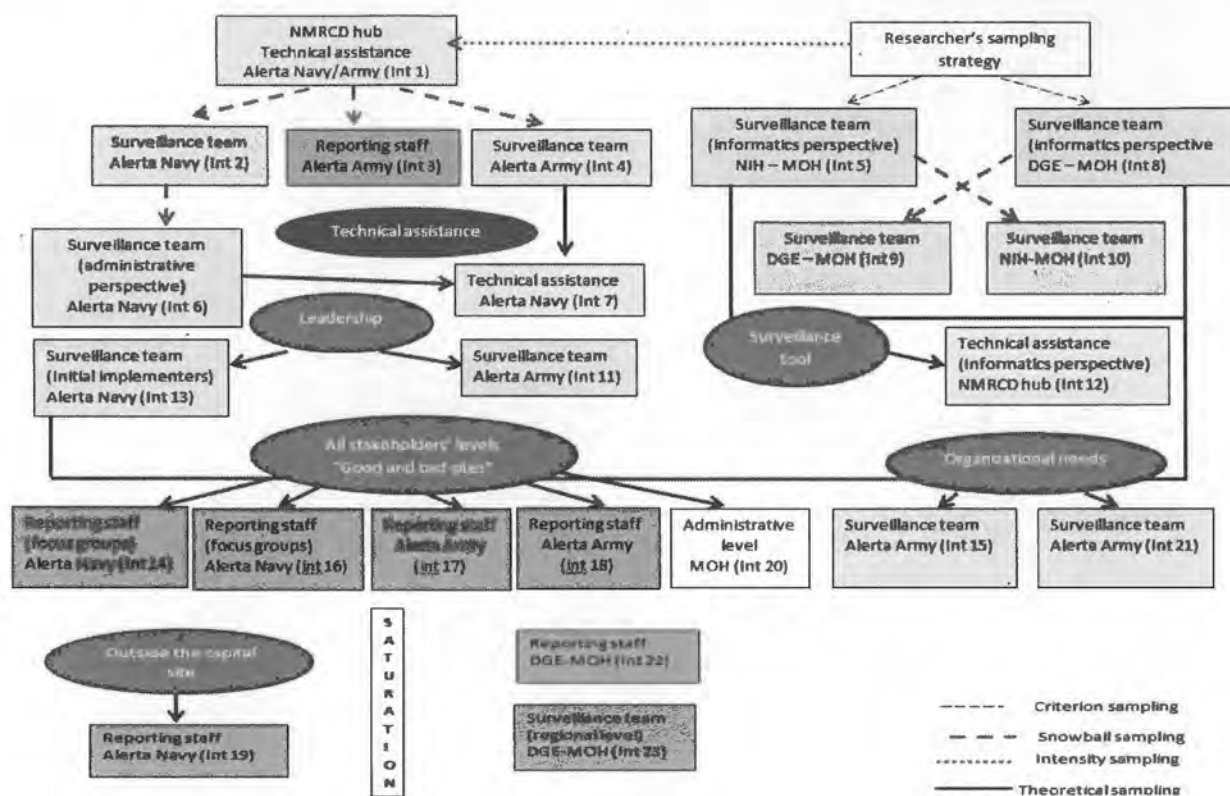 NMRCD hub
Technical assistance
Alerta Navy/Army (Int 1)
Researcher's sampling
strategy
Surveillance team
Alerta Navy (Int 2)
Reporting staff
Alerta Army (Int 3)
Surveillance team
Alerta Army (Int 4)
Surveillance team
(informatics perspective)
NIH – MOH (Int 5)
Surveillance team
(informatics perspective
DGE – MOH (Int 8)
Technical assistance
Surveillance team
DGE – MOH (Int 9)
Surveillance team
NIH-MOH (Int 10)
Surveillance team
(administrative
perspective)
Alerta Navy (Int 6)
Technical assistance
Alerta Navy (Int 7)
Leadership
Surveillance
tool
Surveillance team
(Initial implementers)
Alerta Navy (Int 13)
Surveillance team
Alerta Army (Int 11)
Technical assistance
(informatics perspective)
NMRCD hub (Int 12)
All stakeholders' levels
"Good and bad sites"
Organizational needs
Reporting staff
(focus groups)
Alerta Navy (Int 14)
Reporting staff
(focus groups)
Alerta Navy (int 16)
Reporting staff
Alerta Army
(int 17)
Reporting staff
Alerta Army
(int 18)
Administrative
level
MOH (Int 20)
Surveillance team
Alerta Army (Int 15)
Surveillance team
Alerta Army (Int 21)
Outside the capital
site
Reporting staff
Alerta Navy (Int 19)
SATURATION
Reporting staff
DGE-MOH (Int 22)
Surveillance team
(regional level)
DGE-MOH (Int 23)
Criterion sampling
Snowball sampling
Intensity sampling
Theoretical sampling